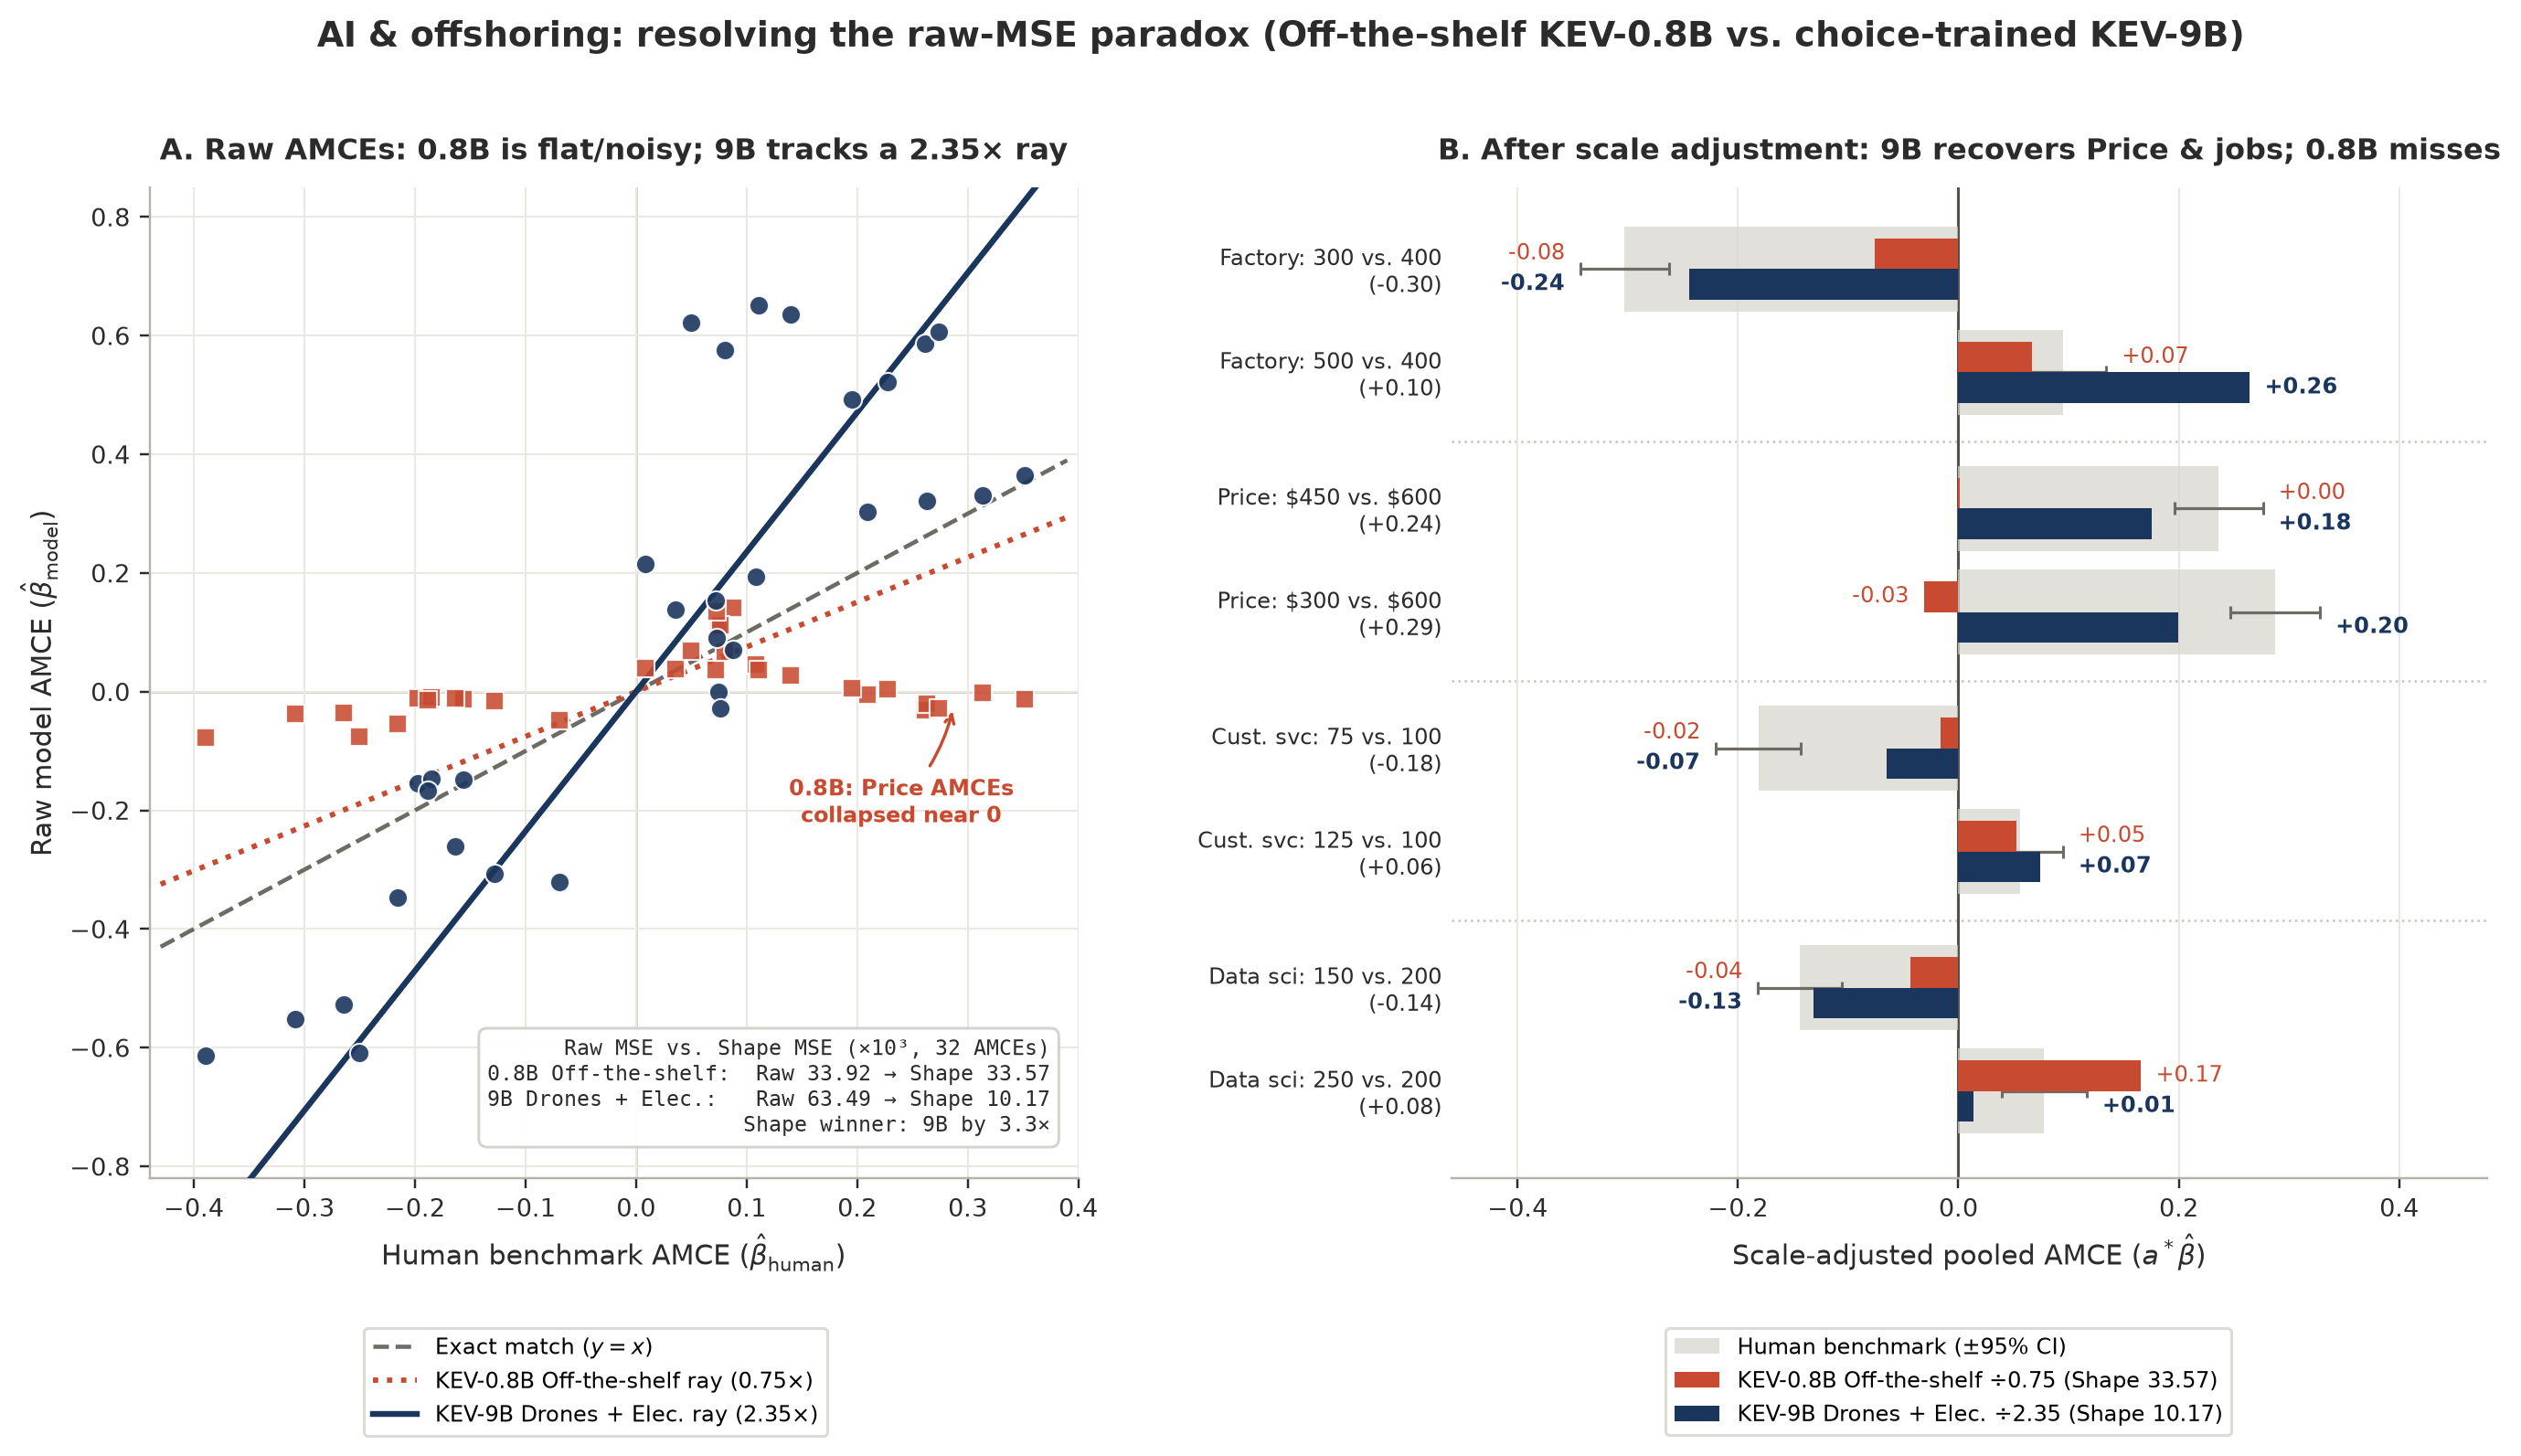 AI & offshoring: resolving the raw-MSE paradox (Off-the-shelf KEV-0.8B vs. choice-trained KEV-9B)
A. Raw AMCEs: 0.8B is flat/noisy; 9B tracks a 2.35× ray
0.8
0.6
0.4
0.2
0.0
−0.2
−0.4
−0.6
−0.8
Raw model AMCE (β̂model)
0.8B: Price AMCEs
collapsed near 0
Raw MSE vs. Shape MSE (×10³, 32 AMCEs)
0.8B Off-the-shelf: Raw 33.92 → Shape 33.57
9B Drones + Elec.: Raw 63.49 → Shape 10.17
Shape winner: 9B by 3.3×
−0.4 −0.3 −0.2 −0.1 0.0 0.1 0.2 0.3 0.4
Human benchmark AMCE (β̂human)
Exact match (y = x)
KEV-0.8B Off-the-shelf ray (0.75×)
KEV-9B Drones + Elec. ray (2.35×)
B. After scale adjustment: 9B recovers Price & jobs; 0.8B misses
Factory: 300 vs. 400
(-0.30)
-0.08
-0.24
Factory: 500 vs. 400
(+0.10)
+0.07
+0.26
Price: $450 vs. $600
(+0.24)
+0.00
+0.18
Price: $300 vs. $600
(+0.29)
-0.03
+0.20
Cust. svc: 75 vs. 100
(-0.18)
-0.02
-0.07
Cust. svc: 125 vs. 100
(+0.06)
+0.05
+0.07
Data sci: 150 vs. 200
(-0.14)
-0.04
-0.13
Data sci: 250 vs. 200
(+0.08)
+0.17
+0.01
−0.4 −0.2 0.0 0.2 0.4
Scale-adjusted pooled AMCE (a*β̂)
Human benchmark (±95% CI)
KEV-0.8B Off-the-shelf ÷0.75 (Shape 33.57)
KEV-9B Drones + Elec. ÷2.35 (Shape 10.17)